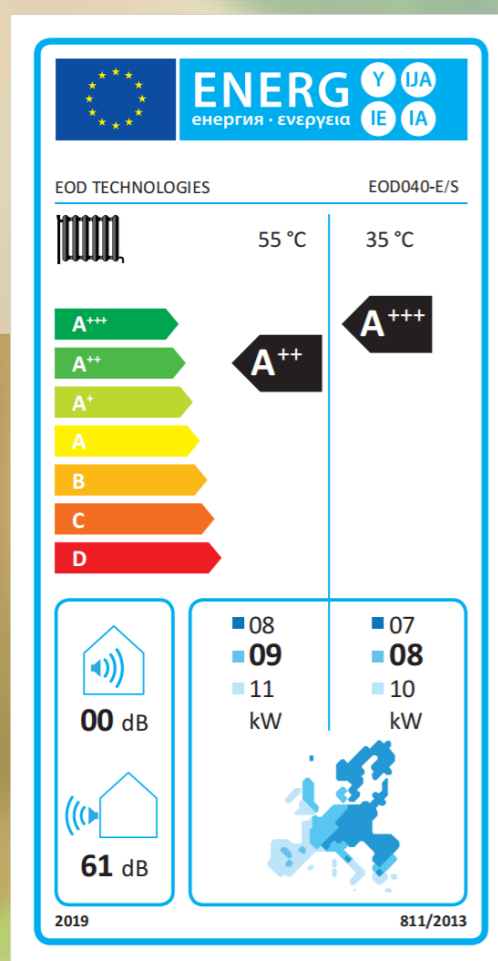 ENERG Y IJA
енергия · ενεργεια IE IA
EOD TECHNOLOGIES EOD040-E/S
55 °C 35 °C
A+++ A+++
A++ A++
A+
A
B
C
D
08 07
09 08
11 10
kW kW
00 dB
61 dB
2019 811/2013